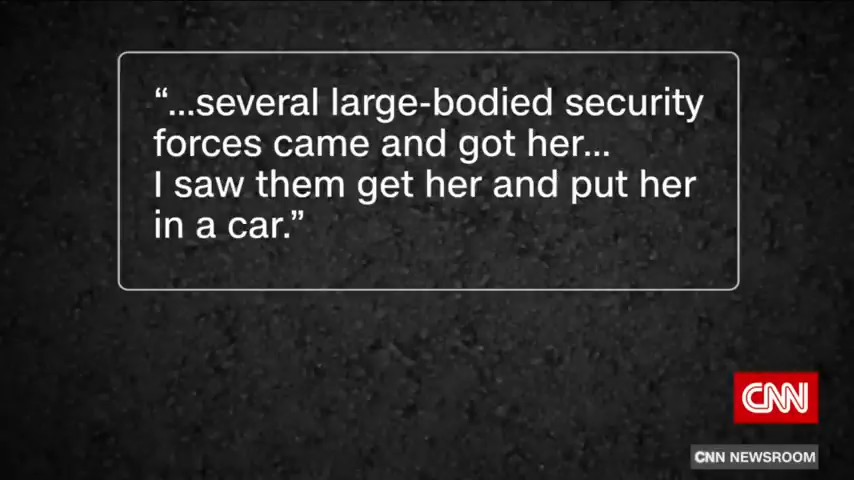 “...several large-bodied security
forces came and got her...
I saw them get her and put her
in a car.”
CNN
CNN NEWSROOM